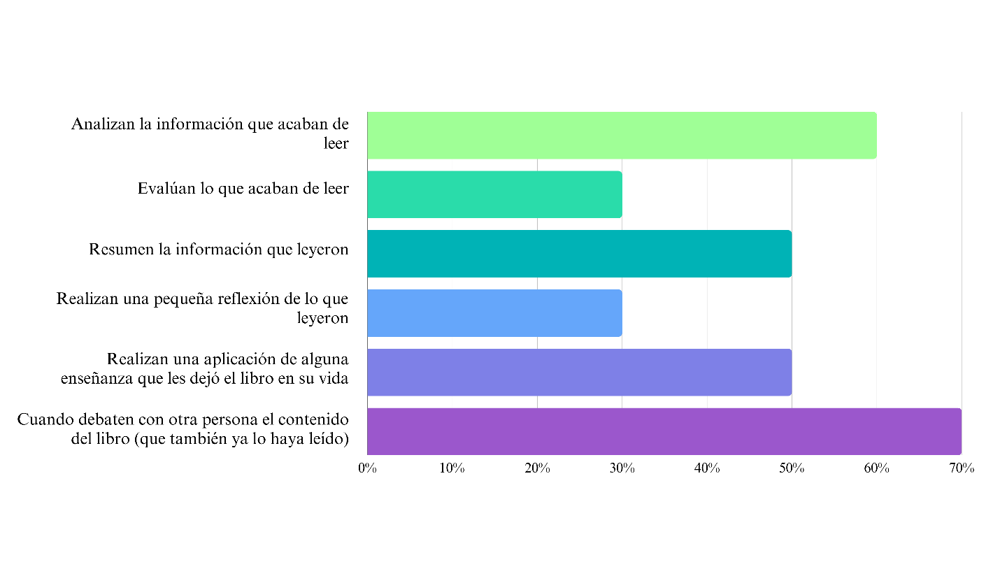 Analizan la información que acaban de
leer
Evalúan lo que acaban de leer
Resumen la información que leyeron
Realizan una pequeña reflexión de lo que
leyeron
Realizan una aplicación de alguna
enseñanza que les dejó el libro en su vida
Cuando debaten con otra persona el contenido
del libro (que también ya lo haya leído)
0% 10% 20% 30% 40% 50% 60% 70%